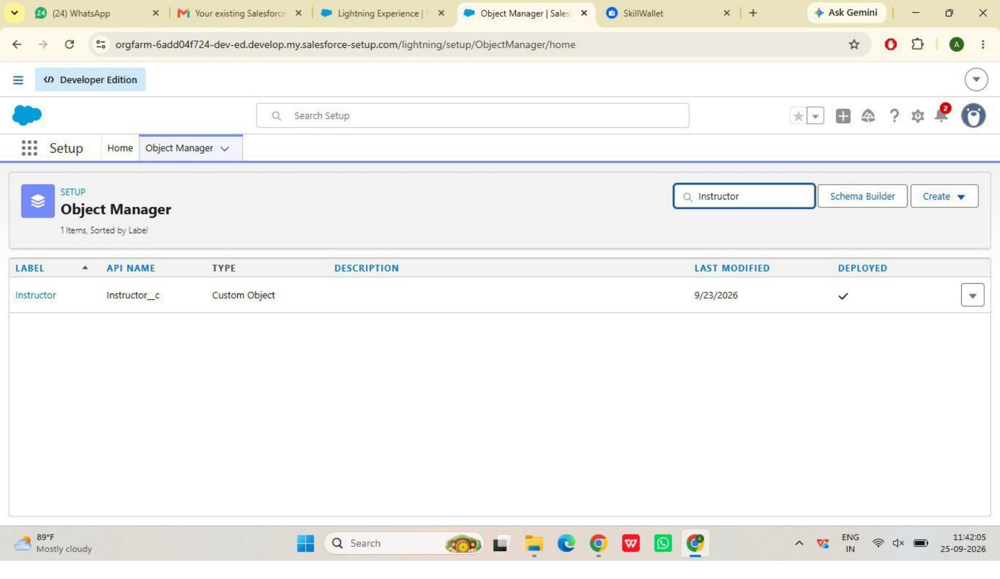 24 (24) WhatsApp
Your existing Salesforce
Lightning Experience | S
Object Manager | Sales
SkillWallet
Ask Gemini
orgfarm-6add04f724-dev-ed.develop.my.salesforce-setup.com/lightning/setup/ObjectManager/home
A
</> Developer Edition
Search Setup
2
Setup Home Object Manager
SETUP
Object Manager
1 Items, Sorted by Label
Instructor
Schema Builder
Create
LABEL API NAME TYPE DESCRIPTION LAST MODIFIED DEPLOYED
Instructor Instructor__c Custom Object 9/23/2026
89°F
Mostly cloudy
Search
W
A
ENG
IN
11:42:05
25-09-2026